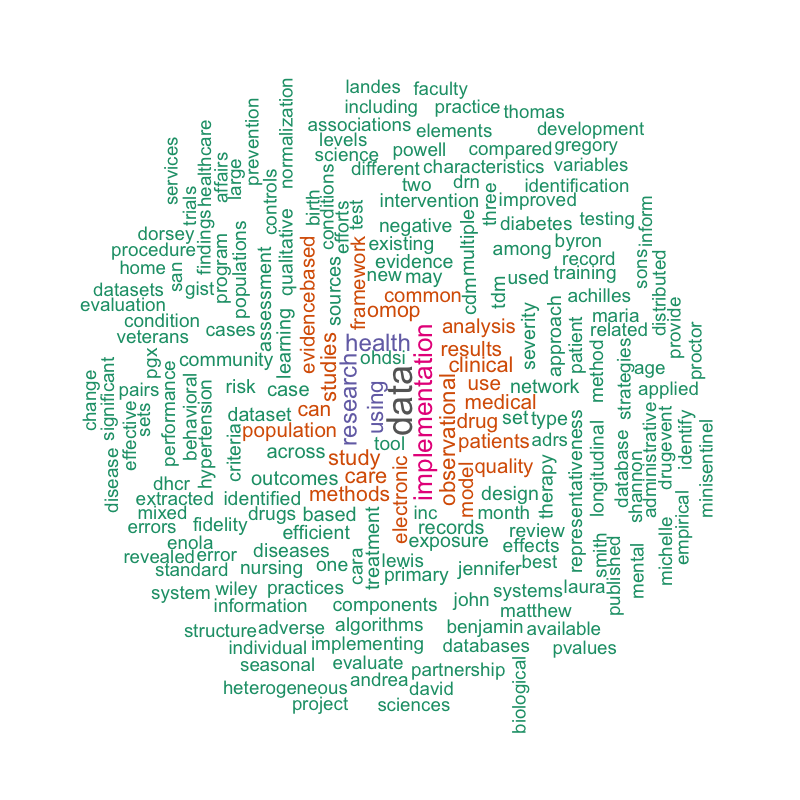 landes
faculty
including
practice
thomas
associations
elements
development
levels
powell
compared
gregory
science
different
characteristics
variables
services
healthcare
affairs
prevention
normalization
trials
large
controls
birth
conditions
two
drn
identification
intervention
three
improved
test
efforts
negative
diabetes
testing
inform
dorsey
findings
program
populations
qualitative
existing
multiple
among
byron
procedure
evidence
record
sons
home
san
assessment
evidencebased
sources
framework
new
may
cdm
tdm
used
training
distributed
datasets
gist
common
achilles
evaluation
omop
severity
approach
maria
provide
condition
cases
learning
studies
analysis
patient
related
proctor
veterans
health
implementation
results
method
pgx
community
research
ohdsi
data
clinical
strategies
age
change
significant
pairs
performance
behavioral
hypertension
risk
case
using
observational
use
network
applied
effective
sets
dataset
can
medical
set
type
criteria
population
tool
drug
adrs
representativeness
longitudinal
database
shannon
administrative
drugevent
identify
minisentinel
across
study
patients
disease
dhcr
outcomes
care
electronic
model
quality
therapy
extracted
identified
methods
design
mixed
drugs
based
inc
month
empirical
errors
fidelity
efficient
treatment
records
review
enola
exposure
effects
smith
published
mental
michelle
revealed
error
diseases
lewis
best
standard
nursing
one
cara
primary
jennifer
system
wiley
practices
systems
laura
information
components
john
matthew
structure
adverse
algorithms
benjamin
available
individual
implementing
databases
pvalues
seasonal
evaluate
partnership
heterogeneous
andrea
david
biological
project
sciences